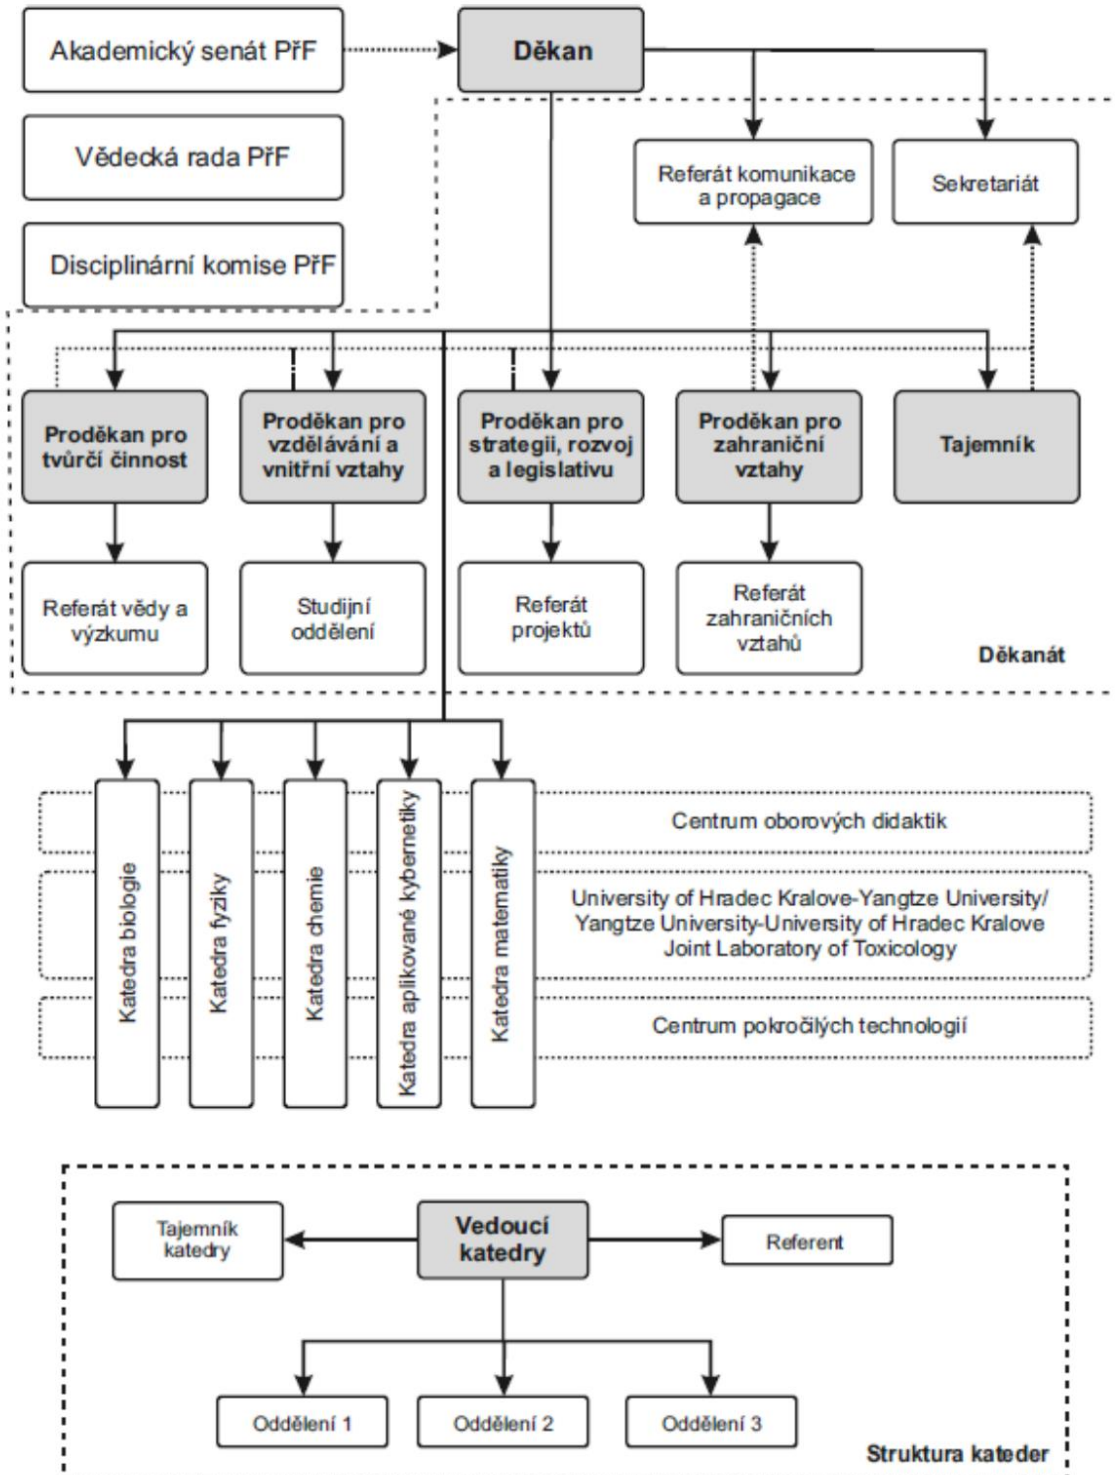 Akademický senát PřF
Děkan
Vědecká rada PřF
Disciplinární komise PřF
Referát komunikace
a propagace
Sekretariát
Proděkan pro
tvůrčí činnost
Proděkan pro
vzdělávání a
vnitřní vztahy
Proděkan pro
strategii, rozvoj
a legislativu
Proděkan pro
zahraniční
vztahy
Tajemník
Referát vědy a
výzkumu
Studijní
oddělení
Referát
projektů
Referát
zahraničních
vztahů
Děkanát
Katedra biologie
Katedra fyziky
Katedra chemie
Katedra aplikované kybernetiky
Katedra matematiky
Centrum oborových didaktik
University of Hradec Kralove-Yangtze University/
Yangtze University-University of Hradec Kralove
Joint Laboratory of Toxicology
Centrum pokročilých technologií
Tajemník
katedry
Vedoucí
katedry
Referent
Oddělení 1
Oddělení 2
Oddělení 3
Struktura kateder